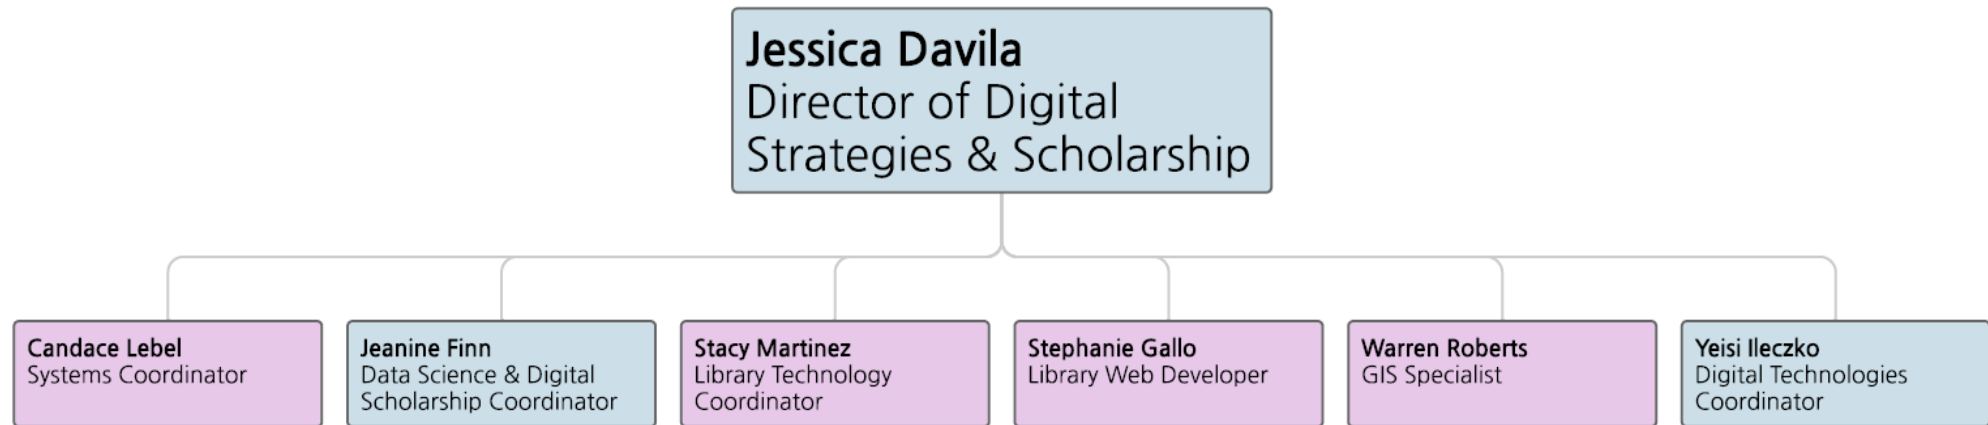 Jessica Davila
Director of Digital
Strategies & Scholarship
Candace Lebel
Systems Coordinator
Jeanine Finn
Data Science & Digital
Scholarship Coordinator
Stacy Martinez
Library Technology
Coordinator
Stephanie Gallo
Library Web Developer
Warren Roberts
GIS Specialist
Yeisi Ileczko
Digital Technologies
Coordinator